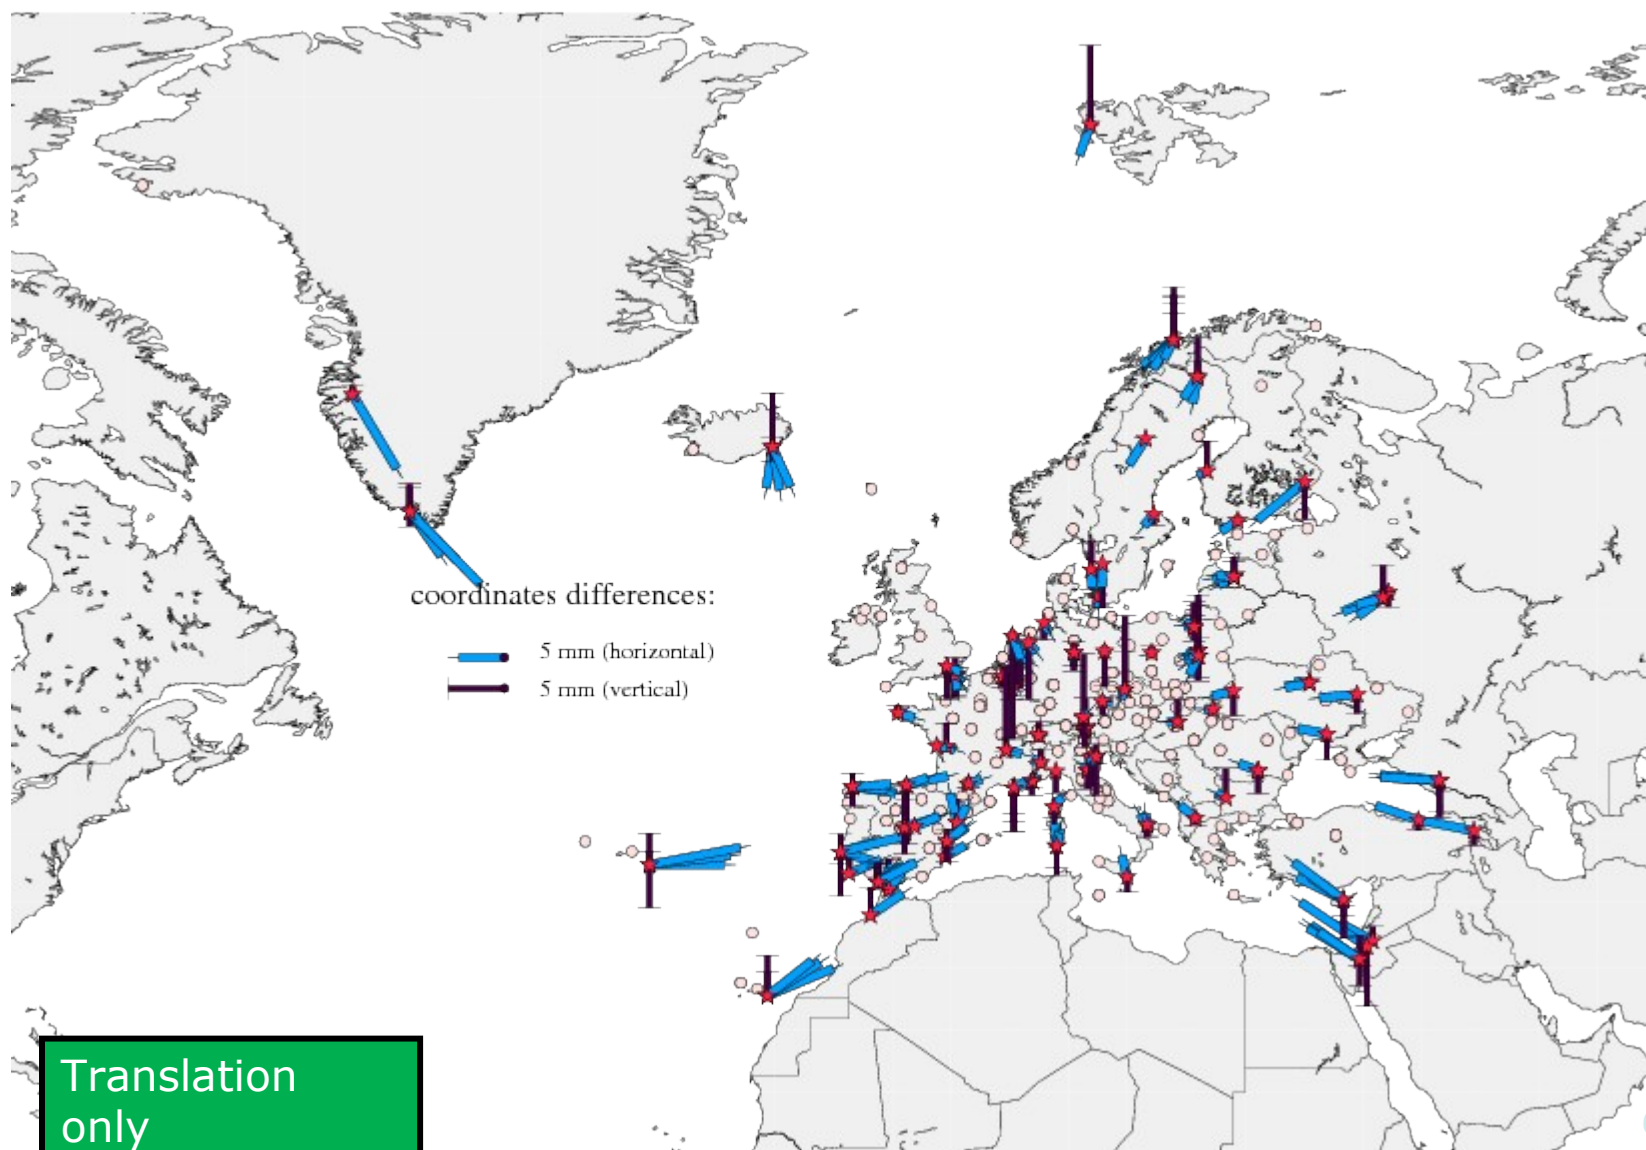 coordinates differences:
5 mm (horizontal)
5 mm (vertical)
Translation
only